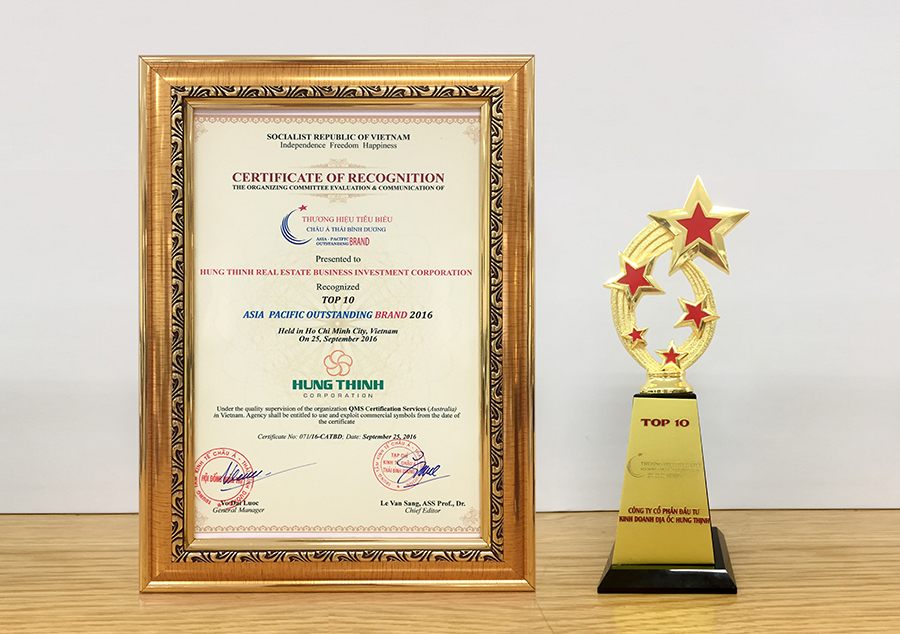 SOCIALIST REPUBLIC OF VIETNAM
Independence Freedom Happiness
CERTIFICATE OF RECOGNITION
THE ORGANIZING COMMITTEE EVALUATION & COMMUNICATION OF
THƯƠNG HIỆU TIÊU BIỂU
CHÂU Á THÁI BÌNH DƯƠNG
ASIA - PACIFIC
OUTSTANDING BRAND
Presented to
HUNG THINH REAL ESTATE BUSINESS INVESTMENT CORPORATION
Recognized
TOP 10
ASIA PACIFIC OUTSTANDING BRAND 2016
Held in Ho Chi Minh City, Vietnam
On 25, September 2016
HUNG THINH
CORPORATION
Under the quality supervision of the organization QMS Certification Services (Australia)
in Vietnam. Agency shall be entitled to use and exploit commercial symbols from the date of
the certificate
Certificate No: 071/16-CATBD; Date: September 25, 2016
Vo Dai Luoc
General Manager
Le Van Sang, ASS Prof., Dr.
Chief Editor
TOP 10
CÔNG TY CỔ PHẦN ĐẦU TƯ
KINH DOANH ĐỊA ỐC HƯNG THỊNH